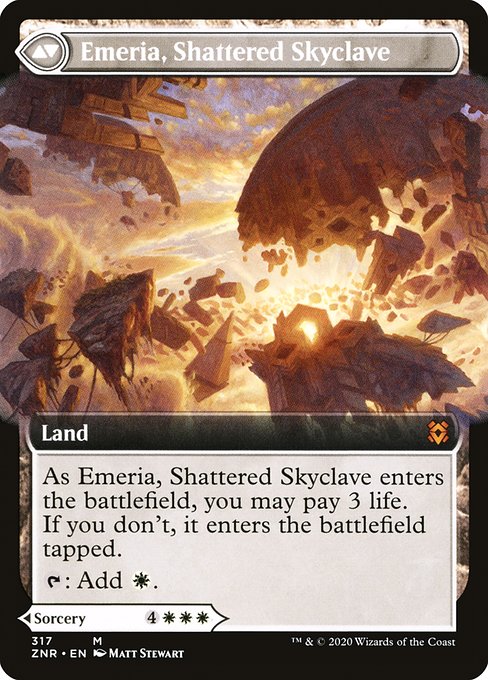 Emeria, Shattered Skyclave
Land
As Emeria, Shattered Skyclave enters
the battlefield, you may pay 3 life.
If you don't, it enters the battlefield
tapped.
: Add .
Sorcery 4
317 M
ZNR • EN Matt Stewart
™ & © 2020 Wizards of the Coast